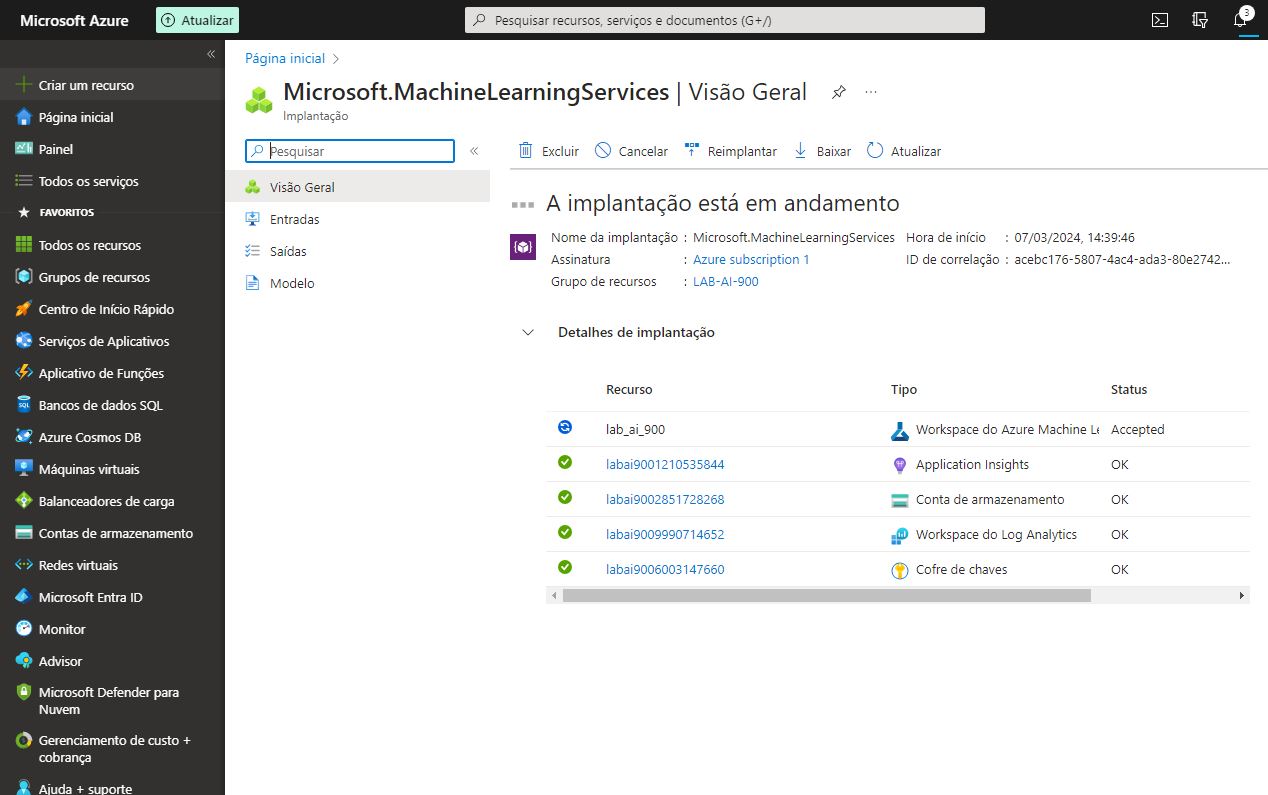 Microsoft Azure
Atualizar
Pesquisar recursos, serviços e documentos (G+/)
3
«
Criar um recurso
Página inicial
Painel
Todos os serviços
FAVORITOS
Todos os recursos
Grupos de recursos
Centro de Início Rápido
Serviços de Aplicativos
Aplicativo de Funções
Bancos de dados SQL
Azure Cosmos DB
Máquinas virtuais
Balanceadores de carga
Contas de armazenamento
Redes virtuais
Microsoft Entra ID
Monitor
Advisor
Microsoft Defender para
Nuvem
Gerenciamento de custo +
cobrança
Ajuda + suporte
Página inicial >
Microsoft.MachineLearningServices | Visão Geral
...
Implantação
Pesquisar
«
Visão Geral
Entradas
Saídas
Modelo
Excluir Cancelar Reimplantar Baixar Atualizar
A implantação está em andamento
Nome da implantação : Microsoft.MachineLearningServices Hora de início : 07/03/2024, 14:39:46
Assinatura : Azure subscription 1 ID de correlação : acebc176-5807-4ac4-ada3-80e2742...
Grupo de recursos : LAB-AI-900
Detalhes de implantação
Recurso Tipo Status
lab_ai_900 Workspace do Azure Machine Le Accepted
labai9001210535844 Application Insights OK
labai9002851728268 Conta de armazenamento OK
labai9009990714652 Workspace do Log Analytics OK
labai9006003147660 Cofre de chaves OK